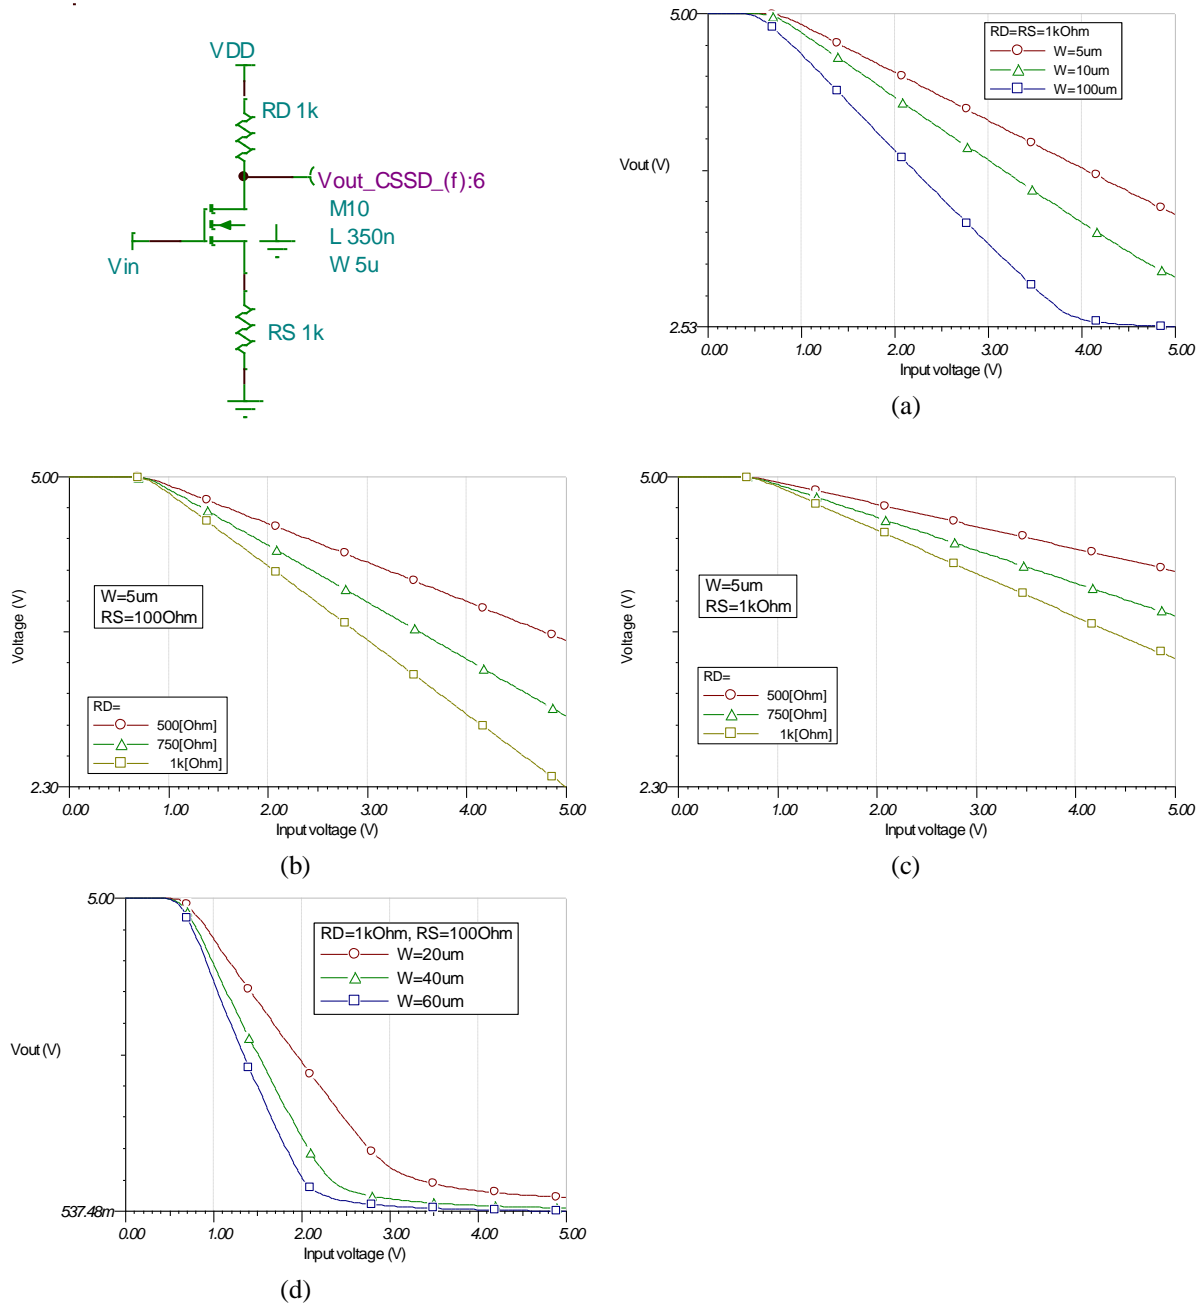 VDD
RD 1k
Vout_CSSD_(f):6
M10
L 350n
W 5u
Vin
RS 1k
5.00
RD=RS=1kOhm
W=5um
W=10um
W=100um
Vout (V)
2.53
0.00 1.00 2.00 3.00 4.00 5.00
Input voltage (V)
(a)
5.00
Voltage (V)
W=5um
RS=100Ohm
RD=
500[Ohm]
750[Ohm]
1k[Ohm]
2.30
0.00 1.00 2.00 3.00 4.00 5.00
Input voltage (V)
(b)
5.00
Voltage (V)
W=5um
RS=1kOhm
RD=
500[Ohm]
750[Ohm]
1k[Ohm]
2.30
0.00 1.00 2.00 3.00 4.00 5.00
Input voltage (V)
(c)
5.00
RD=1kOhm, RS=100Ohm
W=20um
W=40um
W=60um
Vout (V)
537.48m
0.00 1.00 2.00 3.00 4.00 5.00
Input voltage (V)
(d)